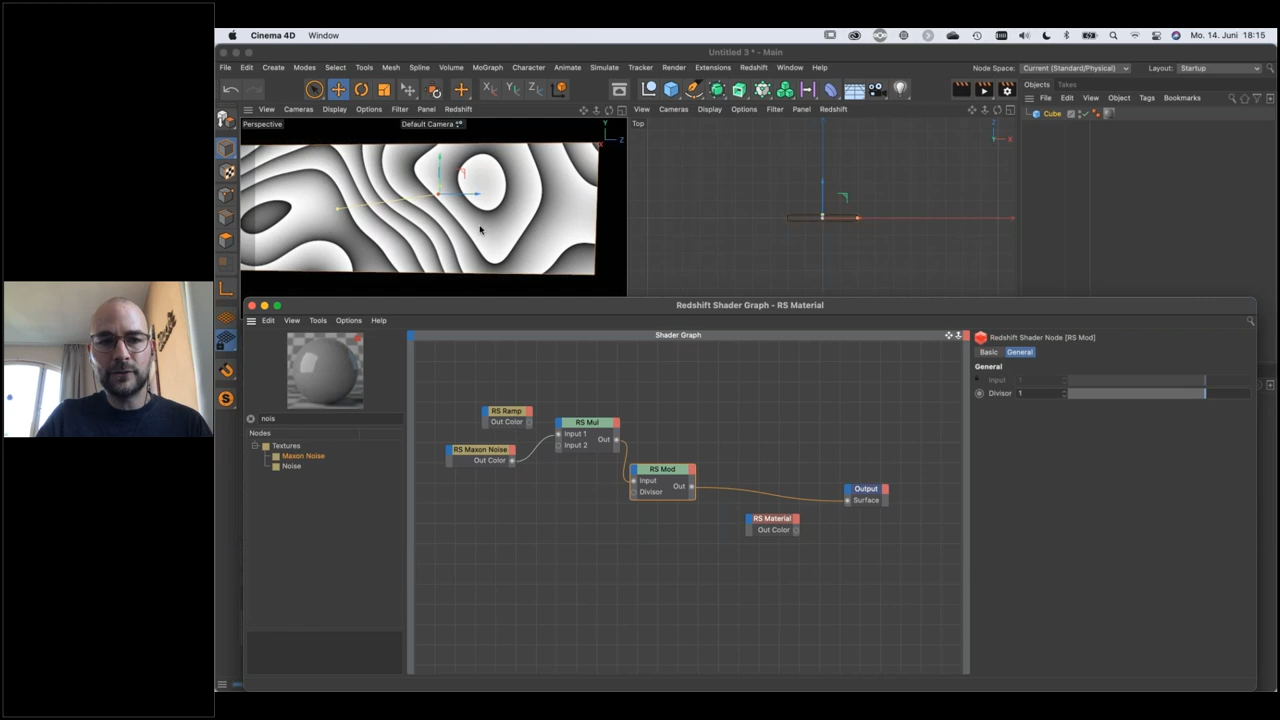 Cinema 4D Window Mo. 14. Juni 18:15
Untitled 3 * - Main
File Edit Create Modes Select Tools Mesh Spline Volume MoGraph Character Animate Simulate Tracker Render Extensions Redshift Window Help Node Space: Current (Standard/Physical) Layout: Startup
Objects Takes
File Edit View Object Tags Bookmarks
View Cameras Display Options Filter Panel Redshift
View Cameras Display Options Filter Panel Redshift
Perspective Default Camera
Y
Z
Top
Z
X
Cube
Redshift Shader Graph - RS Material
File Edit View Tools Options Help
Shader Graph
nois
Nodes
Textures
Maxon Noise
Noise
RS Ramp
Out Color
RS Maxon Noise
Out Color
RS Mul
Input 1
Out
Input 2
RS Mod
Input
Out
Divisor
RS Material
Out Color
Output
Surface
Redshift Shader Node [RS Mod]
Basic General
General
Input 1
Divisor 1